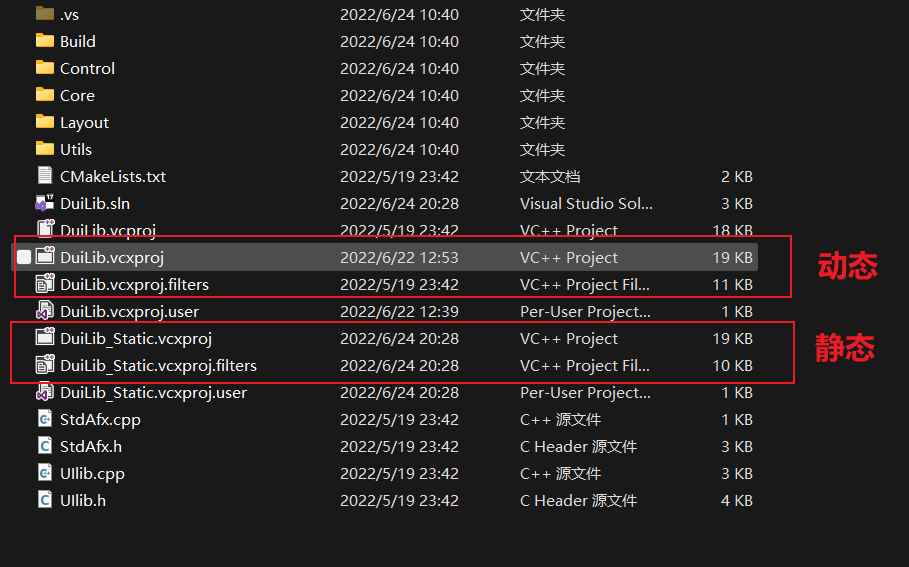 .vs 2022/6/24 10:40 文件夹
Build 2022/6/24 10:40 文件夹
Control 2022/6/24 10:40 文件夹
Core 2022/6/24 10:40 文件夹
Layout 2022/6/24 10:40 文件夹
Utils 2022/6/24 10:40 文件夹
CMakeLists.txt 2022/5/19 23:42 文本文档 2 KB
DuiLib.sln 2022/6/24 20:28 Visual Studio Sol... 3 KB
DuiLib.vcproj 2022/5/19 23:42 VC++ Project 18 KB
DuiLib.vcxproj 2022/6/22 12:53 VC++ Project 19 KB
动态
DuiLib.vcxproj.filters 2022/5/19 23:42 VC++ Project Fil... 11 KB
DuiLib.vcxproj.user 2022/6/22 12:39 Per-User Project... 1 KB
DuiLib_Static.vcxproj 2022/6/24 20:28 VC++ Project 19 KB
静态
DuiLib_Static.vcxproj.filters 2022/6/24 20:28 VC++ Project Fil... 10 KB
DuiLib_Static.vcxproj.user 2022/6/24 20:28 Per-User Project... 1 KB
StdAfx.cpp 2022/5/19 23:42 C++ 源文件 1 KB
StdAfx.h 2022/5/19 23:42 C Header 源文件 3 KB
UIlib.cpp 2022/5/19 23:42 C++ 源文件 3 KB
UIlib.h 2022/5/19 23:42 C Header 源文件 4 KB